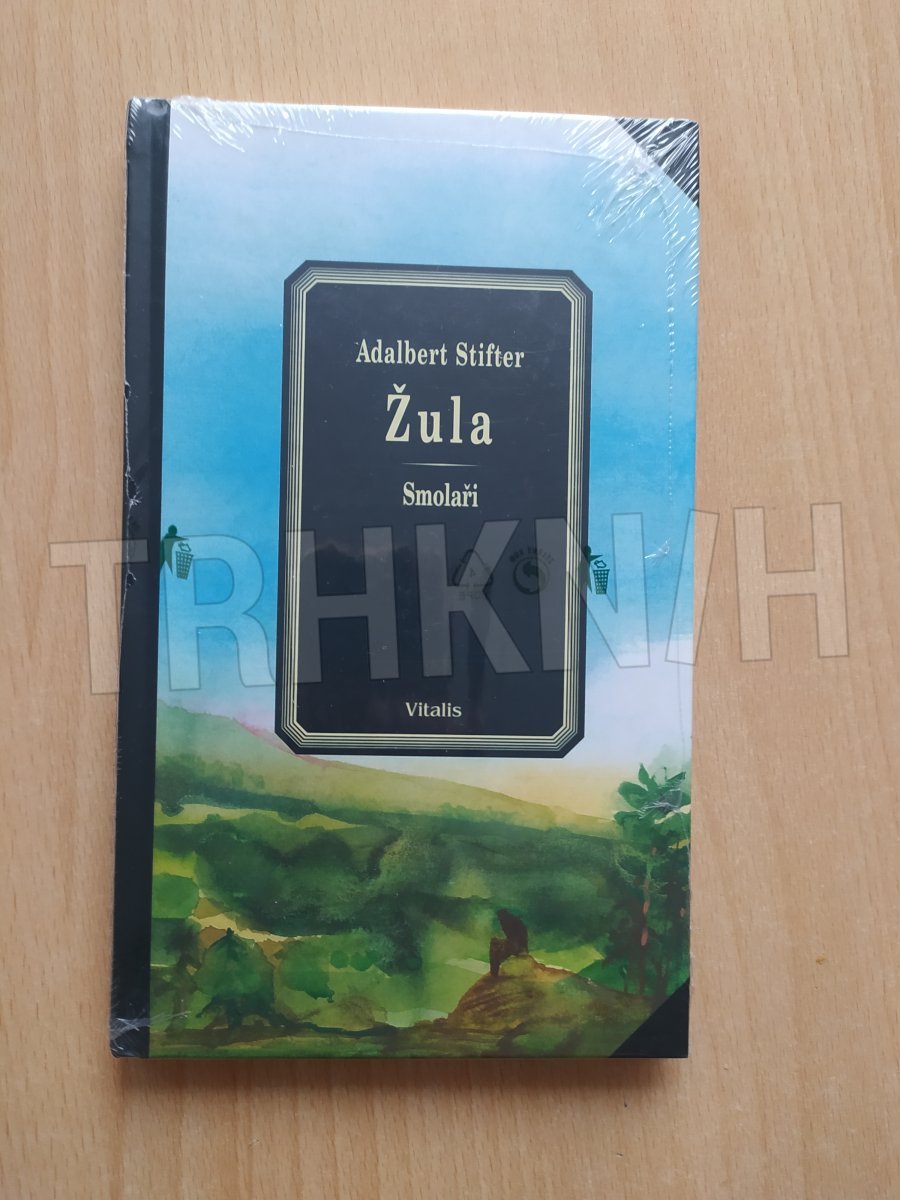 Adalbert Stifter
Žula
Smolaři
TRHKNIH
Vitalis